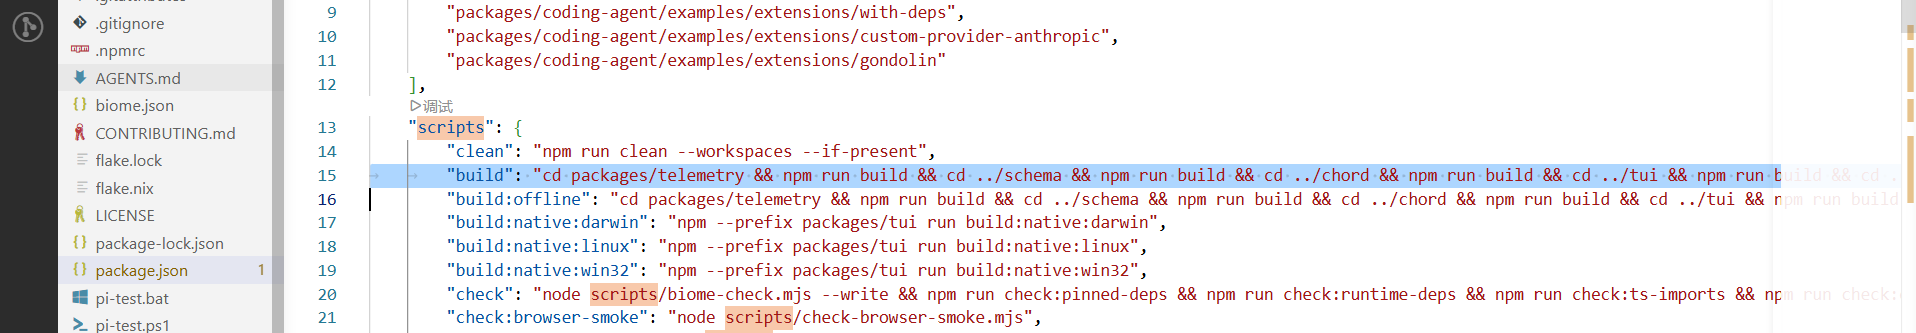 .gitattributes
.gitignore
.npmrc
AGENTS.md
biome.json
CONTRIBUTING.md
flake.lock
flake.nix
LICENSE
package-lock.json
package.json 1
pi-test.bat
pi-test.ps1
9 "packages/coding-agent/examples/extensions/with-deps",
10 "packages/coding-agent/examples/extensions/custom-provider-anthropic",
11 "packages/coding-agent/examples/extensions/gondolin"
12 ],
调试
13 "scripts": {
14 "clean": "npm run clean --workspaces --if-present",
15 "build": "cd packages/telemetry && npm run build && cd ../schema && npm run build && cd ../chord && npm run build && cd ../tui && npm run build && cd ..
16 "build:offline": "cd packages/telemetry && npm run build && cd ../schema && npm run build && cd ../chord && npm run build && cd ../tui && npm run build
17 "build:native:darwin": "npm --prefix packages/tui run build:native:darwin",
18 "build:native:linux": "npm --prefix packages/tui run build:native:linux",
19 "build:native:win32": "npm --prefix packages/tui run build:native:win32",
20 "check": "node scripts/biome-check.mjs --write && npm run check:pinned-deps && npm run check:runtime-deps && npm run check:ts-imports && npm run check:
21 "check:browser-smoke": "node scripts/check-browser-smoke.mjs",